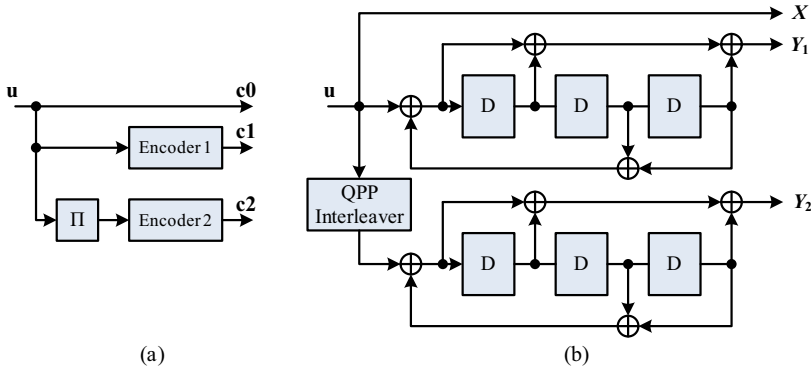 u
c0
c1
Encoder 1
c2
Π
Encoder 2
(a)
X
Y1
u
D
D
D
QPP
Interleaver
Y2
D
D
D
(b)